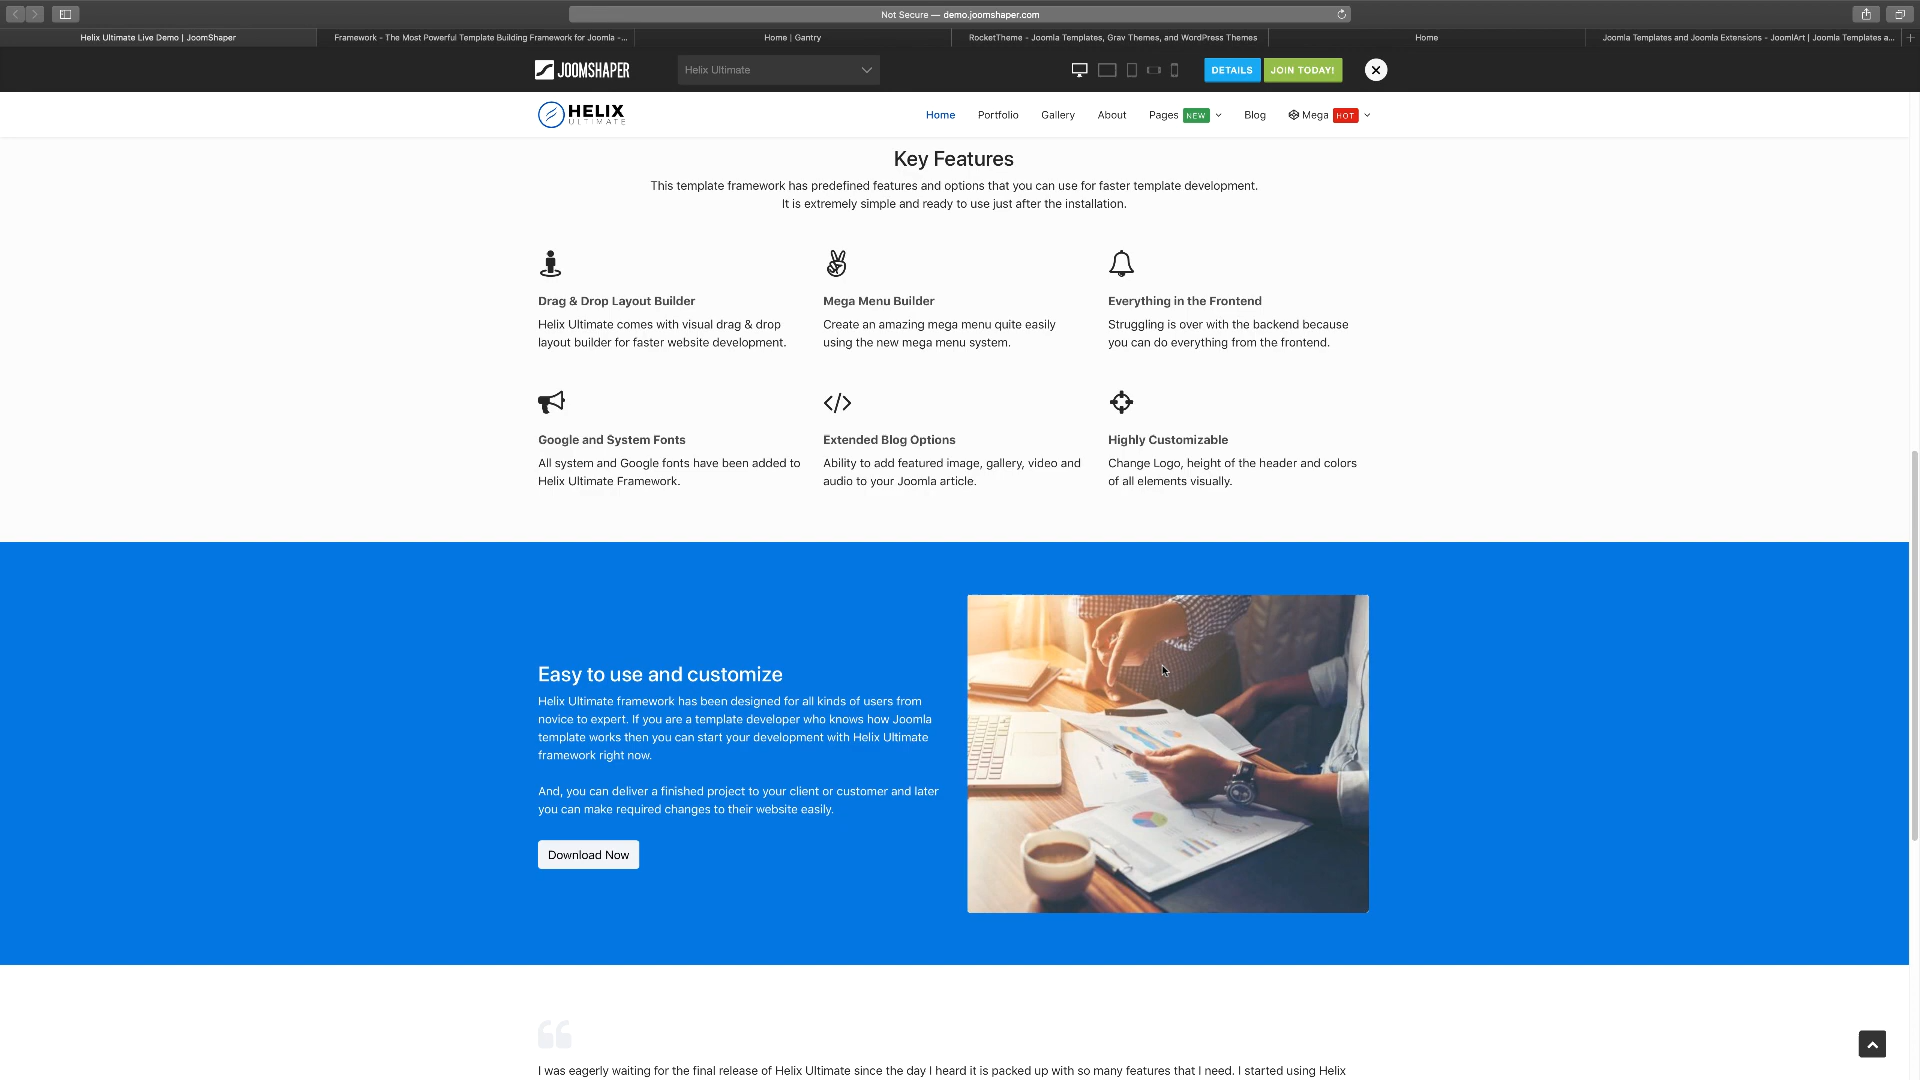 Not Secure — demo.joomshaper.com
Helix Ultimate Live Demo | JoomShaper
Framework - The Most Powerful Template Building Framework for Joomla -...
Home | Gantry
RocketTheme - Joomla Templates, Grav Themes, and WordPress Themes
Home
Joomla Templates and Joomla Extensions - JoomlArt | Joomla Templates a...
JOOMSHAPER
Helix Ultimate
DETAILS
JOIN TODAY!
HELIX
ULTIMATE
Home
Portfolio
Gallery
About
Pages NEW
Blog
Mega HOT
Key Features
This template framework has predefined features and options that you can use for faster template development.
It is extremely simple and ready to use just after the installation.
Drag & Drop Layout Builder
Helix Ultimate comes with visual drag & drop
layout builder for faster website development.
Mega Menu Builder
Create an amazing mega menu quite easily
using the new mega menu system.
Everything in the Frontend
Struggling is over with the backend because
you can do everything from the frontend.
Google and System Fonts
All system and Google fonts have been added to
Helix Ultimate Framework.
Extended Blog Options
Ability to add featured image, gallery, video and
audio to your Joomla article.
Highly Customizable
Change Logo, height of the header and colors
of all elements visually.
Easy to use and customize
Helix Ultimate framework has been designed for all kinds of users from
novice to expert. If you are a template developer who knows how Joomla
template works then you can start your development with Helix Ultimate
framework right now.
And, you can deliver a finished project to your client or customer and later
you can make required changes to their website easily.
Download Now
I was eagerly waiting for the final release of Helix Ultimate since the day I heard it is packed up with so many features that I need. I started using Helix